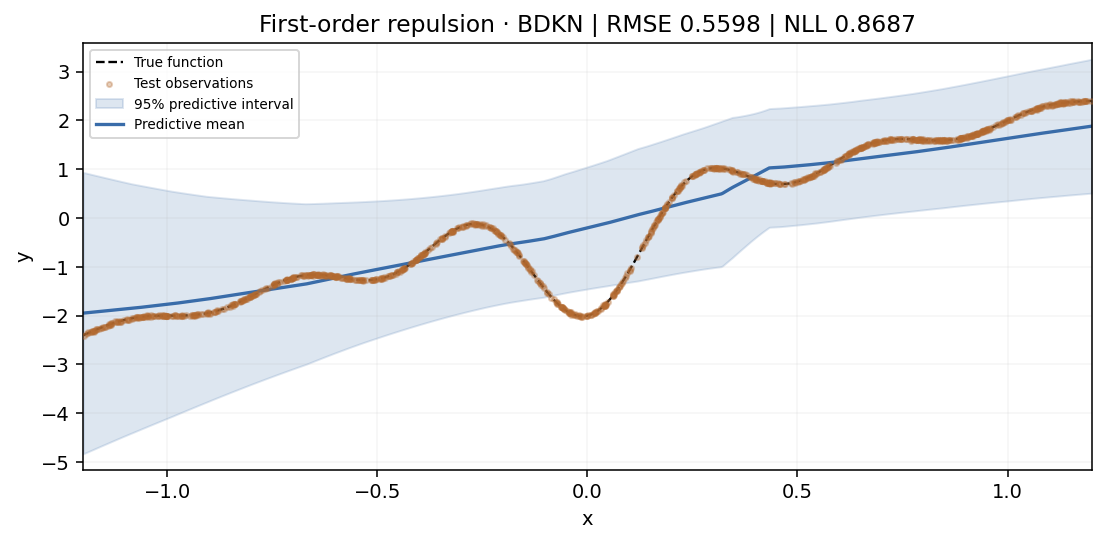 First-order repulsion · BDKN | RMSE 0.5598 | NLL 0.8687
True function
Test observations
95% predictive interval
Predictive mean
y
3
2
1
0
−1
−2
−3
−4
−5
−1.0 −0.5 0.0 0.5 1.0
x